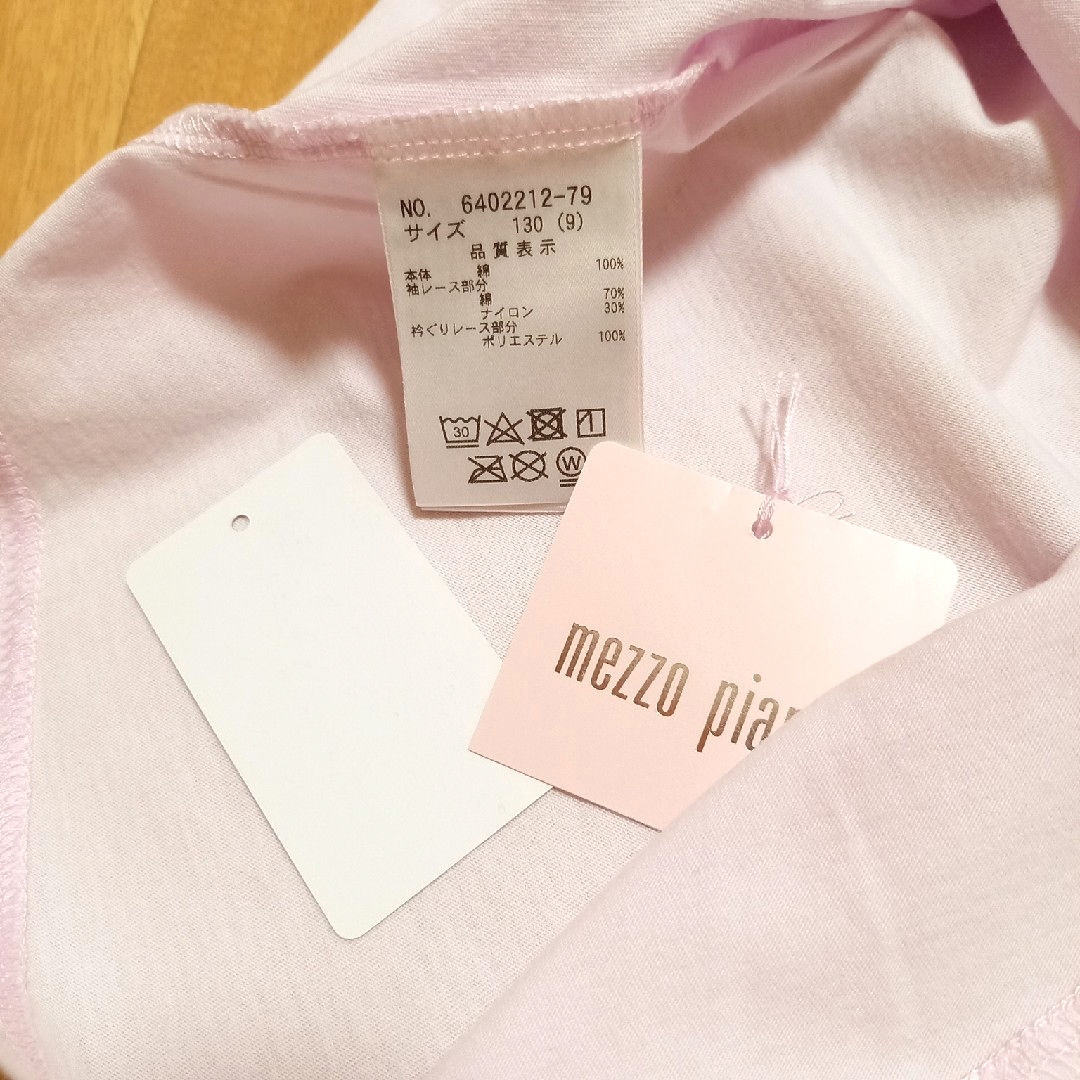 NO. 6402212-79
サイズ 130 (9)
品質表示
本体 綿 100%
袖レース部分
綿 70%
ナイロン 30%
衿ぐりレース部分
ポリエステル 100%
30
W
mezzo pia